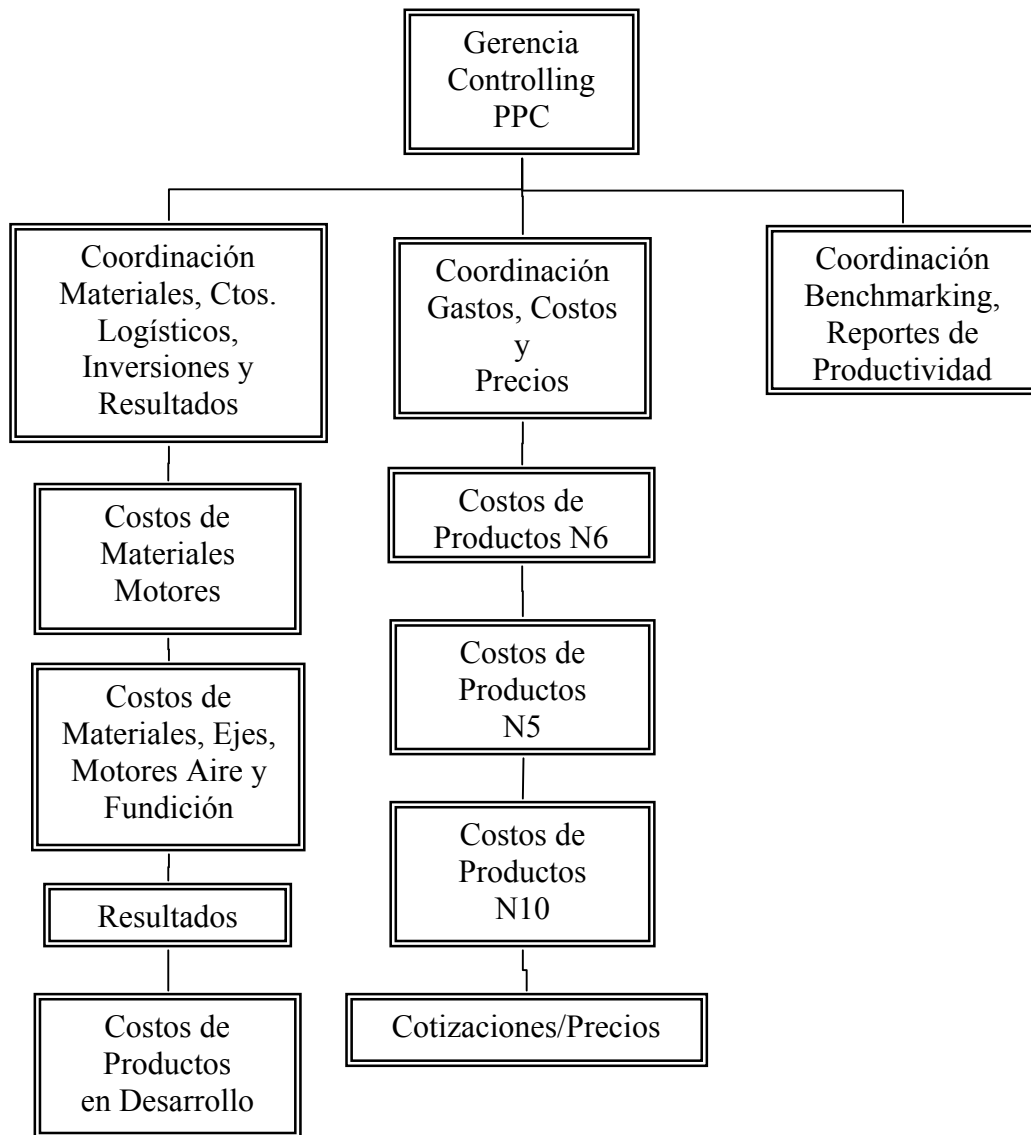 Gerencia
Controlling
PPC
Coordinación
Materiales, Ctos.
Logísticos,
Inversiones y
Resultados
Coordinación
Gastos, Costos
y
Precios
Coordinación
Benchmarking,
Reportes de
Productividad
Costos de
Materiales
Motores
Costos de
Productos N6
Costos de
Materiales, Ejes,
Motores Aire y
Fundición
Costos de
Productos
N5
Resultados
Costos de
Productos
N10
Costos de
Productos
en Desarrollo
Cotizaciones/Precios